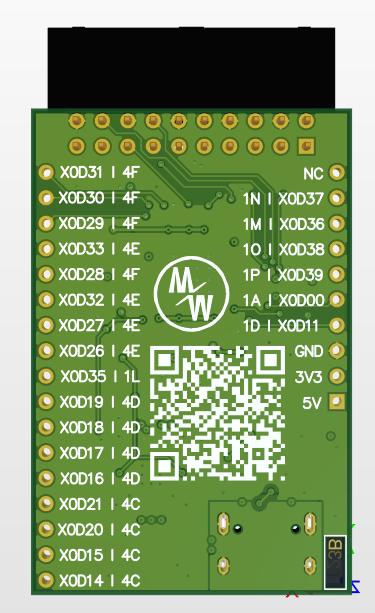 X0D31 | 4F
NC
X0D30 | 4F
1N | X0D37
X0D29 | 4F
1M | X0D36
X0D33 | 4E
1O | X0D38
X0D28 | 4F
1P | X0D39
X0D32 | 4E
1A | X0D00
X0D27 | 4E
1D | X0D11
MW
X0D26 | 4E
GND
X0D35 | 1L
3V3
X0D19 | 4D
5V
X0D18 | 4D
X0D17 | 4D
X0D16 | 4D
X0D21 | 4C
X0D20 | 4C
X0D15 | 4C
X0D14 | 4C